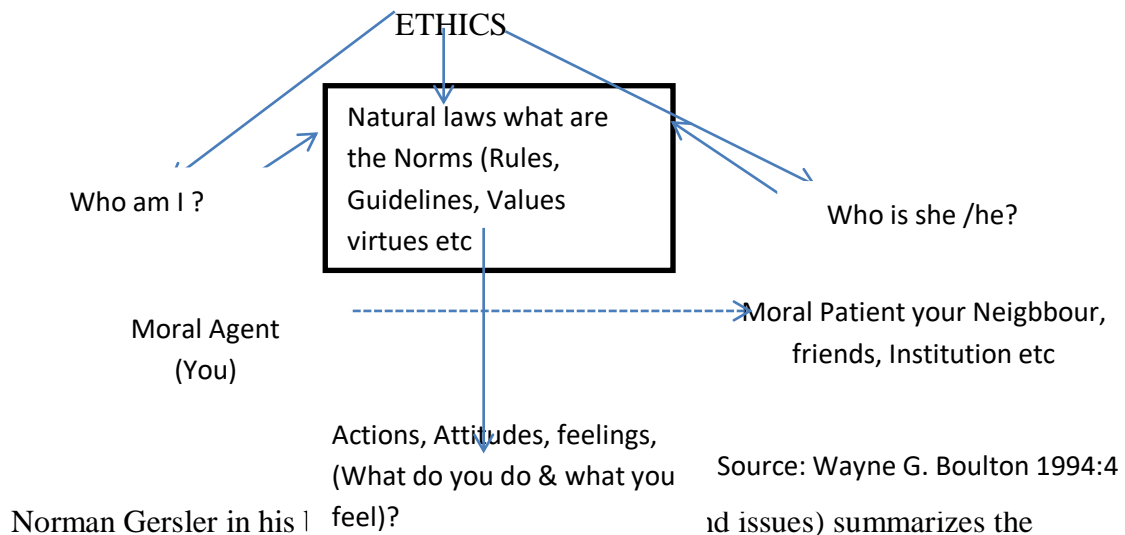 ETHICS
Natural laws what are
the Norms (Rules,
Guidelines, Values
virtues etc
Who am I ?
Who is she /he?
Moral Agent
(You)
Moral Patient your Neigbbour,
friends, Institution etc
Actions, Attitudes, feelings,
(What do you do & what you
feel)?
Source: Wayne G. Boulton 1994:4
Norman Gersler in his issues) summarizes the